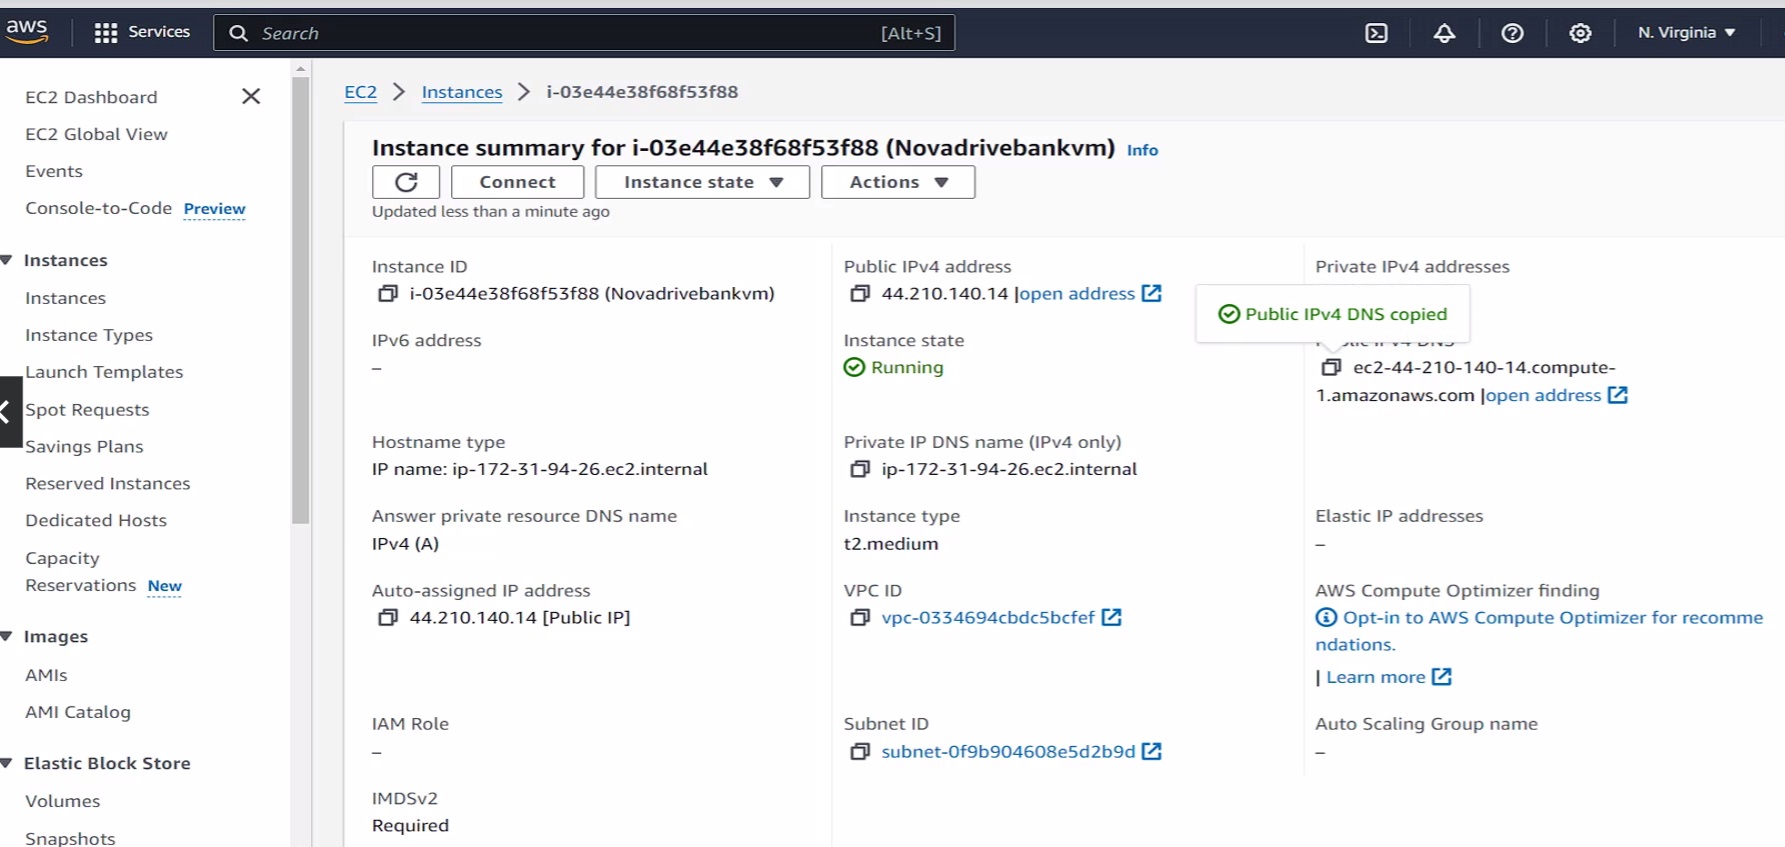 aws
Services
Search
[Alt+S]
N. Virginia
EC2 Dashboard
EC2 Global View
Events
Console-to-Code Preview
Instances
Instances
Instance Types
Launch Templates
Spot Requests
Savings Plans
Reserved Instances
Dedicated Hosts
Capacity
Reservations New
Images
AMIs
AMI Catalog
Elastic Block Store
Volumes
Snapshots
EC2 > Instances > i-03e44e38f68f53f88
Instance summary for i-03e44e38f68f53f88 (Novadrivebankvm) Info
Connect
Instance state
Actions
Updated less than a minute ago
Instance ID
i-03e44e38f68f53f88 (Novadrivebankvm)
Public IPv4 address
44.210.140.14 |open address
Private IPv4 addresses
Public IPv4 DNS copied
IPv6 address
–
Instance state
Running
Public IPv4 DNS
ec2-44-210-140-14.compute-
1.amazonaws.com |open address
Hostname type
IP name: ip-172-31-94-26.ec2.internal
Private IP DNS name (IPv4 only)
ip-172-31-94-26.ec2.internal
Answer private resource DNS name
IPv4 (A)
Instance type
t2.medium
Elastic IP addresses
–
Auto-assigned IP address
44.210.140.14 [Public IP]
VPC ID
vpc-0334694cbdc5bcfef
AWS Compute Optimizer finding
Opt-in to AWS Compute Optimizer for recomme
ndations.
| Learn more
IAM Role
–
Subnet ID
subnet-0f9b904608e5d2b9d
Auto Scaling Group name
–
IMDSv2
Required